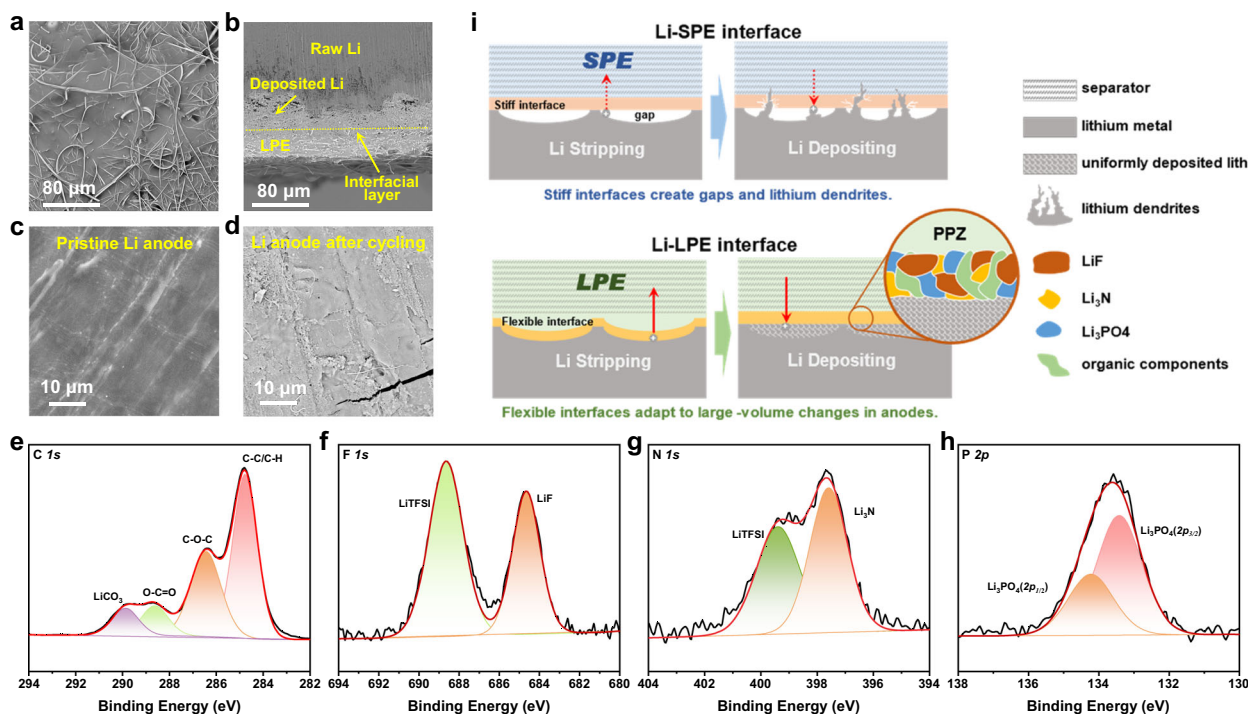 a
80 μm
b
Raw Li
Deposited Li
LPE
Interfacial
layer
80 μm
c
Pristine Li anode
10 μm
d
Li anode after cycling
10 μm
i
Li-SPE interface
SPE
Stiff interface
gap
Li Stripping
Li Depositing
Stiff interfaces create gaps and lithium dendrites.
Li-LPE interface
LPE
Flexible interface
Li Stripping
Li Depositing
PPZ
Flexible interfaces adapt to large -volume changes in anodes.
separator
lithium metal
uniformly deposited lith
lithium dendrites
LiF
Li₃N
Li₃PO4
organic components
e
C 1s
C-C/C-H
C-O-C
O-C=O
LiCO₃
294 292 290 288 286 284 282
Binding Energy (eV)
f
F 1s
LiTFSI
LiF
694 692 690 688 686 684 682 680
Binding Energy (eV)
g
N 1s
LiTFSI
Li₃N
404 402 400 398 396 394
Binding Energy (eV)
h
P 2p
Li₃PO₄(2p₃/₂)
Li₃PO₄(2p₁/₂)
138 136 134 132 130
Binding Energy (eV)